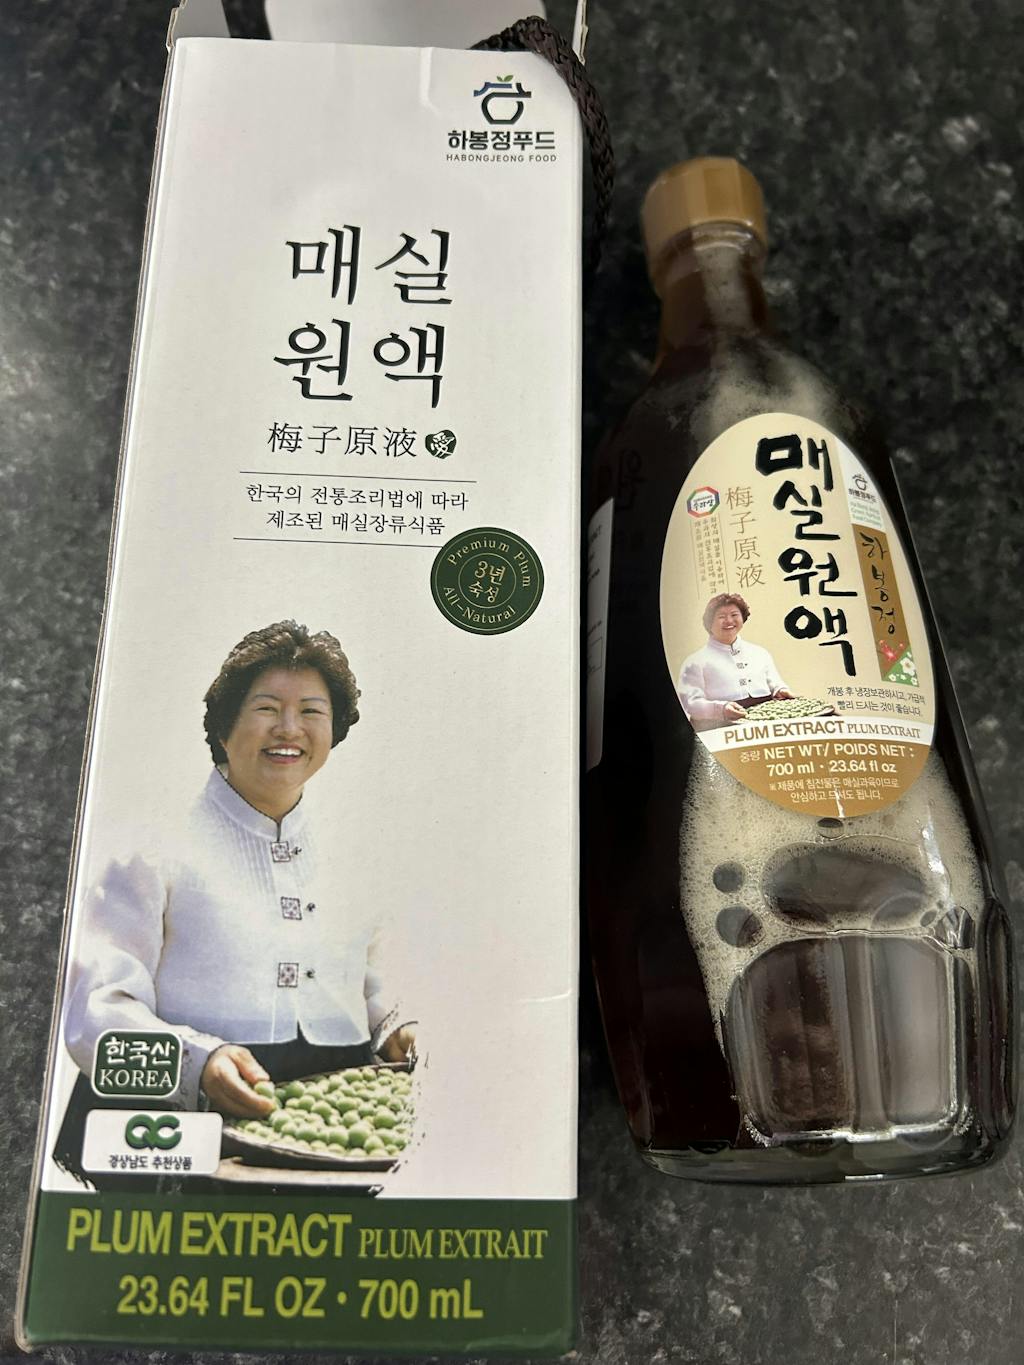 하봉정푸드
HABONGJEONG FOOD
매실
원액
梅子原液
한국의 전통조리법에 따라
제조된 매실장류식품
Premium Plum
3년
숙성
All-Natural
한국산
KOREA
QC
경상남도 추천상품
PLUM EXTRACT PLUM EXTRAIT
23.64 FL OZ • 700 mL
매실원액
梅子原液
하봉정푸드
하봉정
개봉 후 냉장보관하시고, 가급적
빨리 드시는 것이 좋습니다.
PLUM EXTRACT PLUM EXTRAIT
중량 NET WT/ POIDS NET :
700 ml • 23.64 fl oz
※ 제품에 침전물은 매실과육이므로
안심하고 드셔도 됩니다.